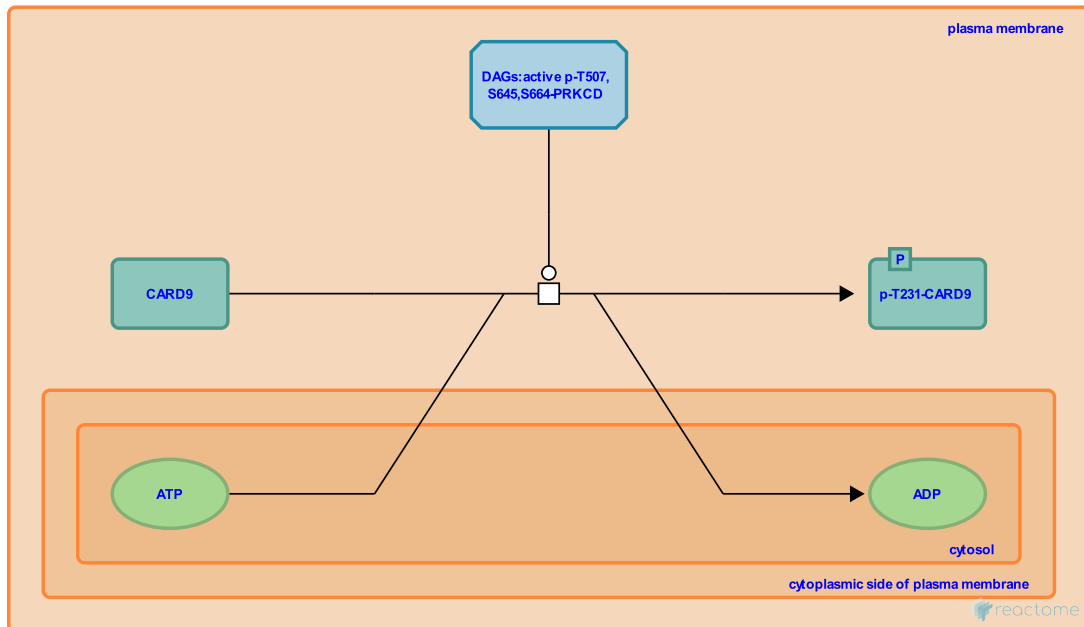 plasma membrane
DAGs:active p-T507,
S645,S664-PRKCD
CARD9
P
p-T231-CARD9
ATP
ADP
cytosol
cytoplasmic side of plasma membrane
reactome